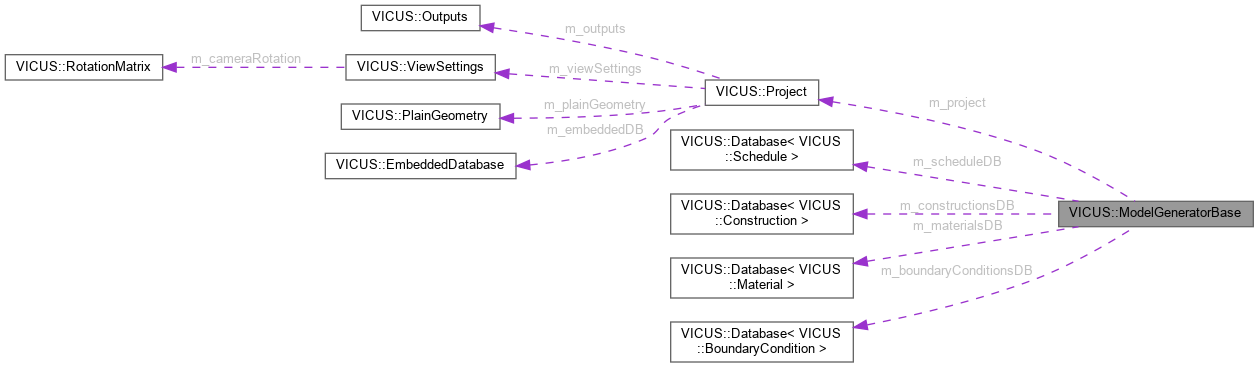 VICUS::Outputs
m_outputs
VICUS::RotationMatrix
m_cameraRotation
VICUS::ViewSettings
m_viewSettings
VICUS::Project
m_plainGeometry
VICUS::PlainGeometry
m_project
m_embeddedDB
VICUS::EmbeddedDatabase
VICUS::Database< VICUS
::Schedule >
m_scheduleDB
VICUS::Database< VICUS
::Construction >
m_constructionsDB
VICUS::ModelGeneratorBase
m_materialsDB
VICUS::Database< VICUS
::Material >
m_boundaryConditionsDB
VICUS::Database< VICUS
::BoundaryCondition >